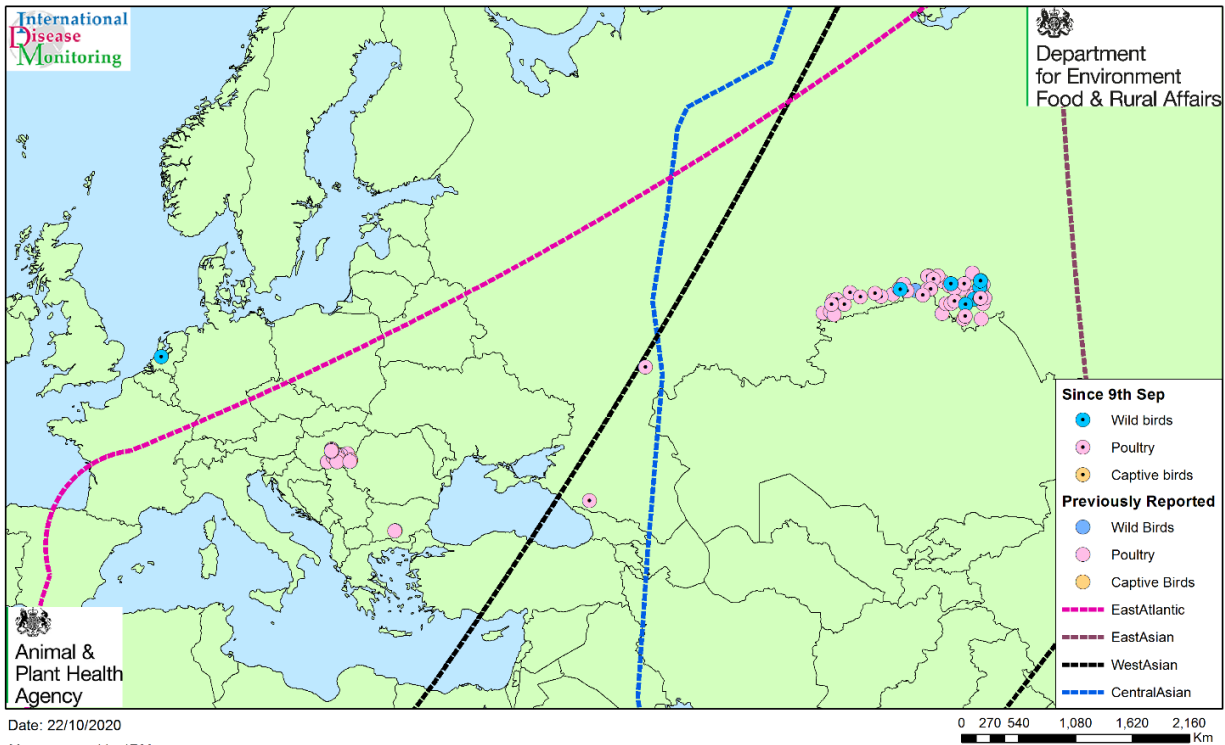 International
Disease
Monitoring
Department
for Environment
Food & Rural Affairs
Since 9th Sep
Wild birds
Poultry
Captive birds
Previously Reported
Wild Birds
Poultry
Captive Birds
EastAtlantic
EastAsian
WestAsian
CentralAsian
Animal &
Plant Health
Agency
Date: 22/10/2020
0 270 540 1,080 1,620 2,160
Km